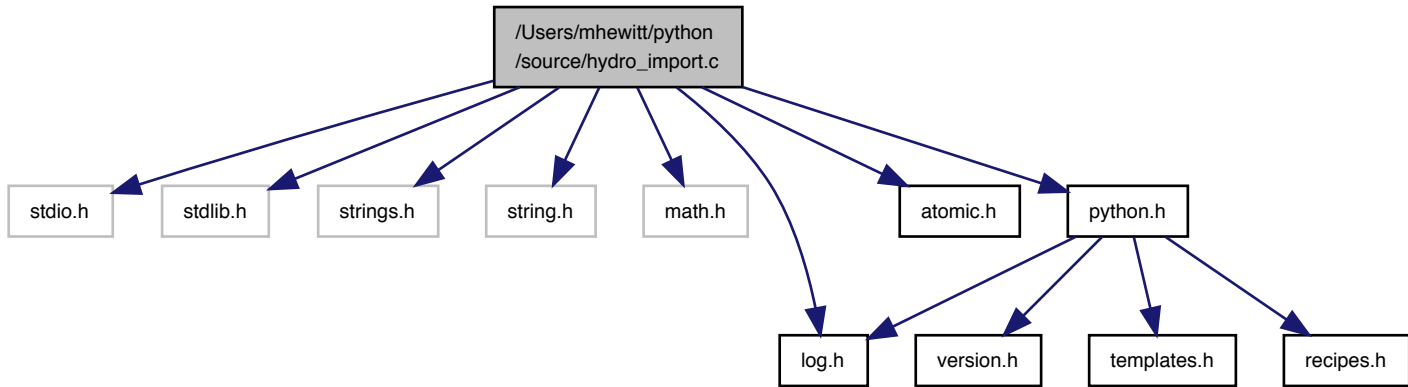 /Users/mhewitt/python
/source/hydro_import.c
stdio.h
stdlib.h
strings.h
string.h
math.h
atomic.h
python.h
log.h
version.h
templates.h
recipes.h